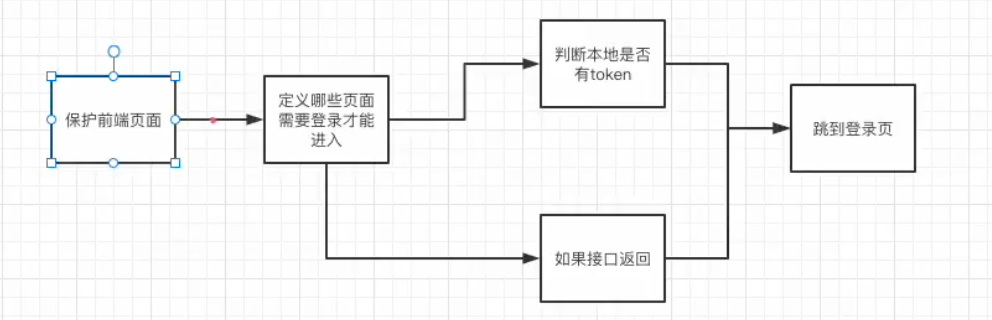 保护前端页面
定义哪些页面
需要登录才能
进入
判断本地是否
有token
如果接口返回
跳到登录页